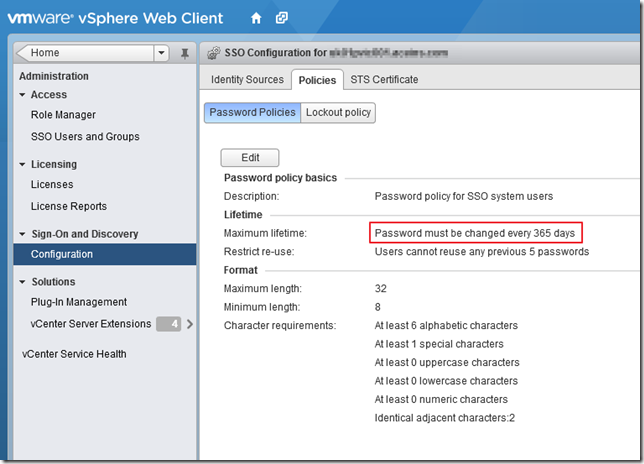 vmware® vSphere Web Client
Home
SSO Configuration for
Administration
Access
Role Manager
SSO Users and Groups
Licensing
Licenses
License Reports
Sign-On and Discovery
Configuration
Solutions
Plug-In Management
vCenter Server Extensions 4
vCenter Service Health
Identity Sources Policies STS Certificate
Password Policies Lockout policy
Edit
Password policy basics
Description: Password policy for SSO system users
Lifetime
Maximum lifetime: Password must be changed every 365 days
Restrict re-use: Users cannot reuse any previous 5 passwords
Format
Maximum length: 32
Minimum length: 8
Character requirements: At least 6 alphabetic characters
At least 1 special characters
At least 0 uppercase characters
At least 0 lowercase characters
At least 0 numeric characters
Identical adjacent characters:2